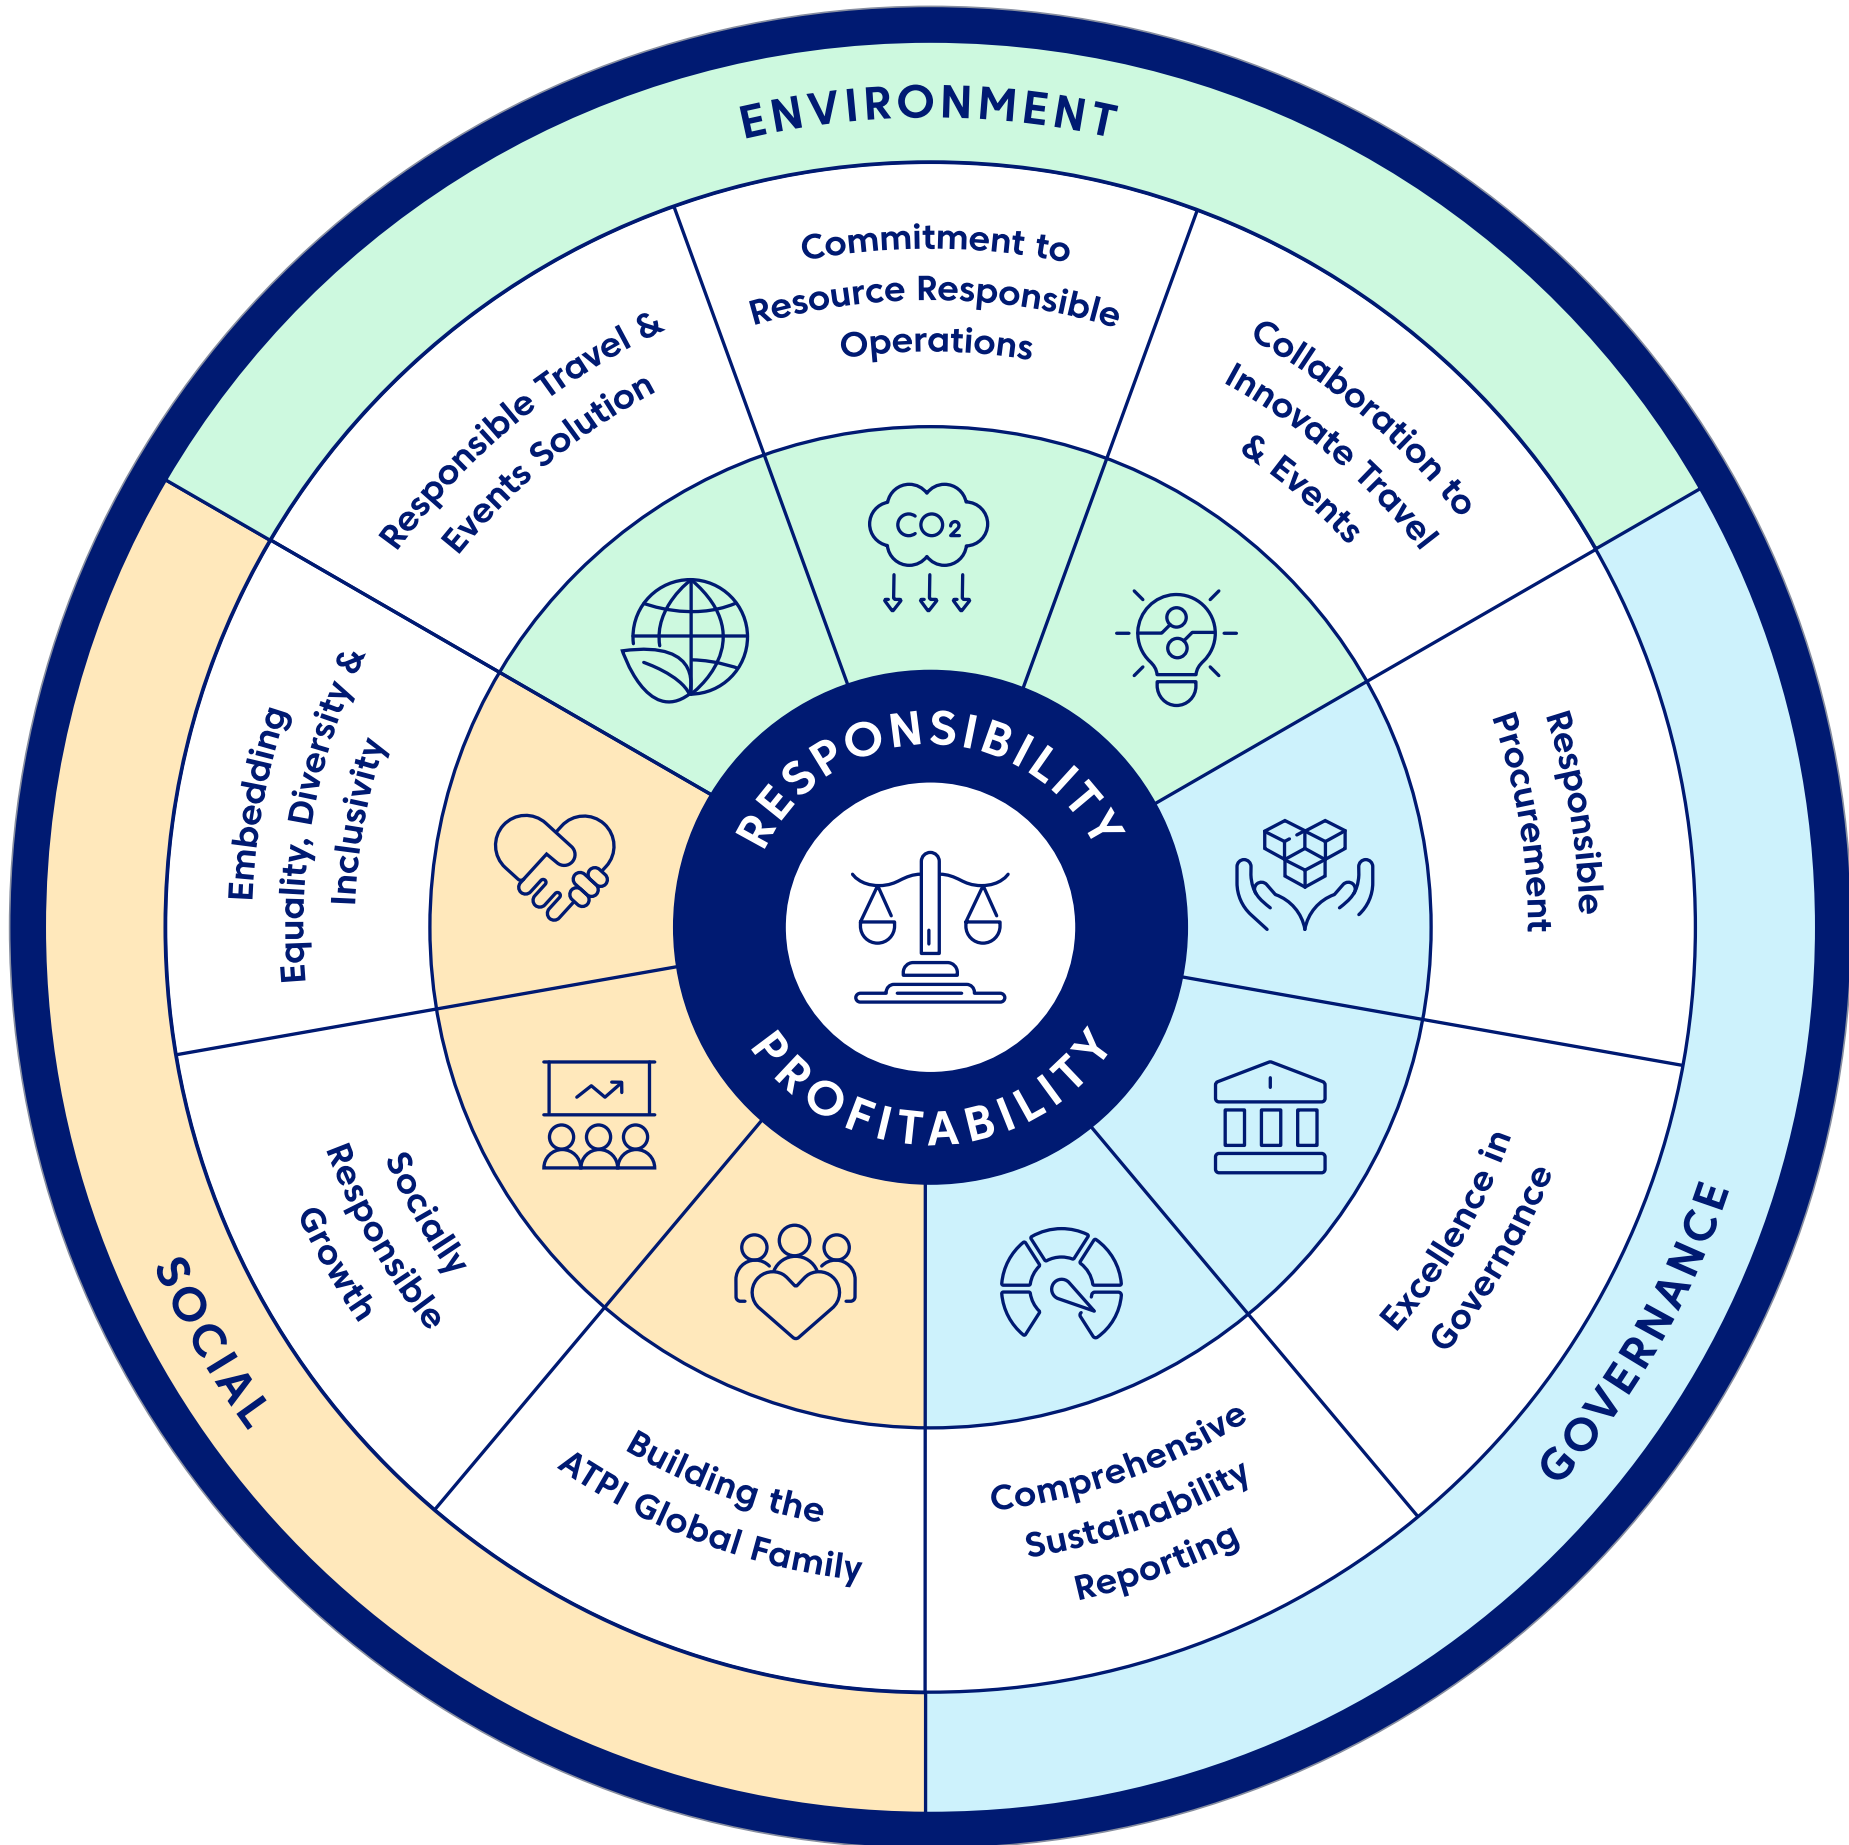 ENVIRONMENT
Responsible Travel &
Events Solution
Commitment to
Resource Responsible
Operations
Collaboration to
Innovate Travel
& Events
CO2
GOVERNANCE
Responsible
Procurement
Excellence in
Governance
Comprehensive
Sustainability
Reporting
SOCIAL
Building the
ATPI Global Family
Socially
Responsible
Growth
Embedding
Equality, Diversity &
Inclusivity
RESPONSIBILITY
PROFITABILITY